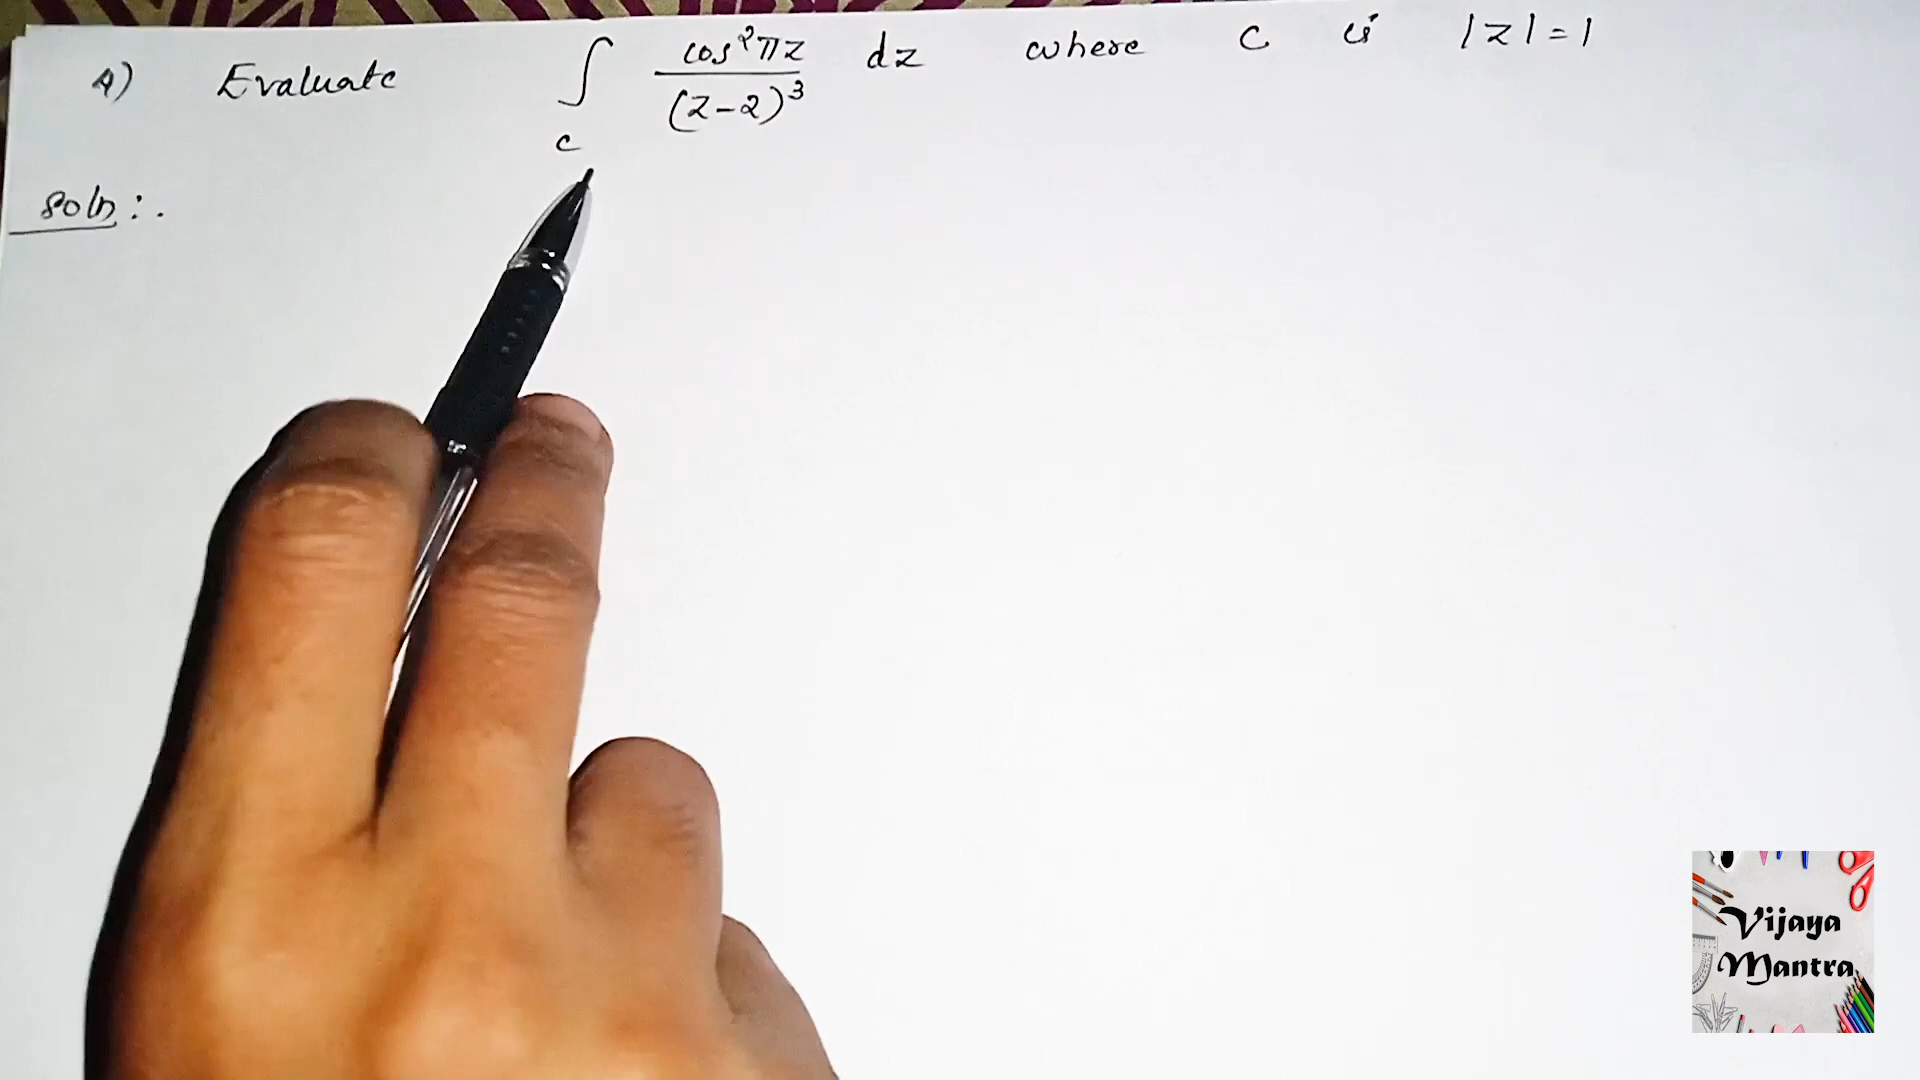 4) Evaluate ∫_C cos²πz / (z-2)³ dz where C is |z|=1
Soln:.
Vijaya
Mantra